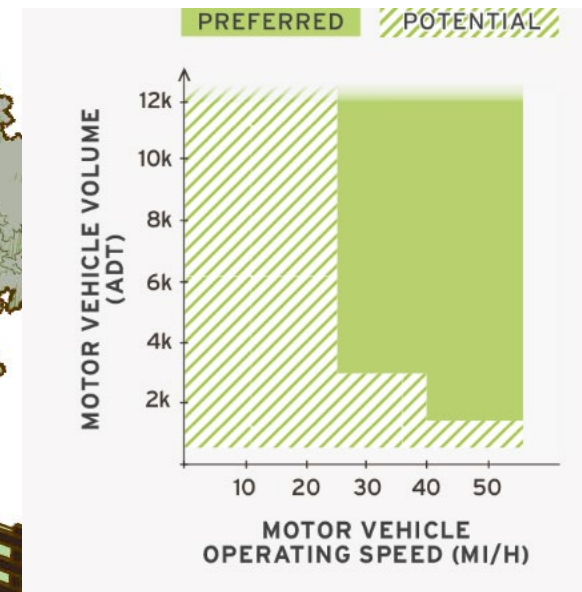 PREFERRED
POTENTIAL
MOTOR VEHICLE VOLUME
(ADT)
12k
10k
8k
6k
4k
2k
10 20 30 40 50
MOTOR VEHICLE
OPERATING SPEED (MI/H)